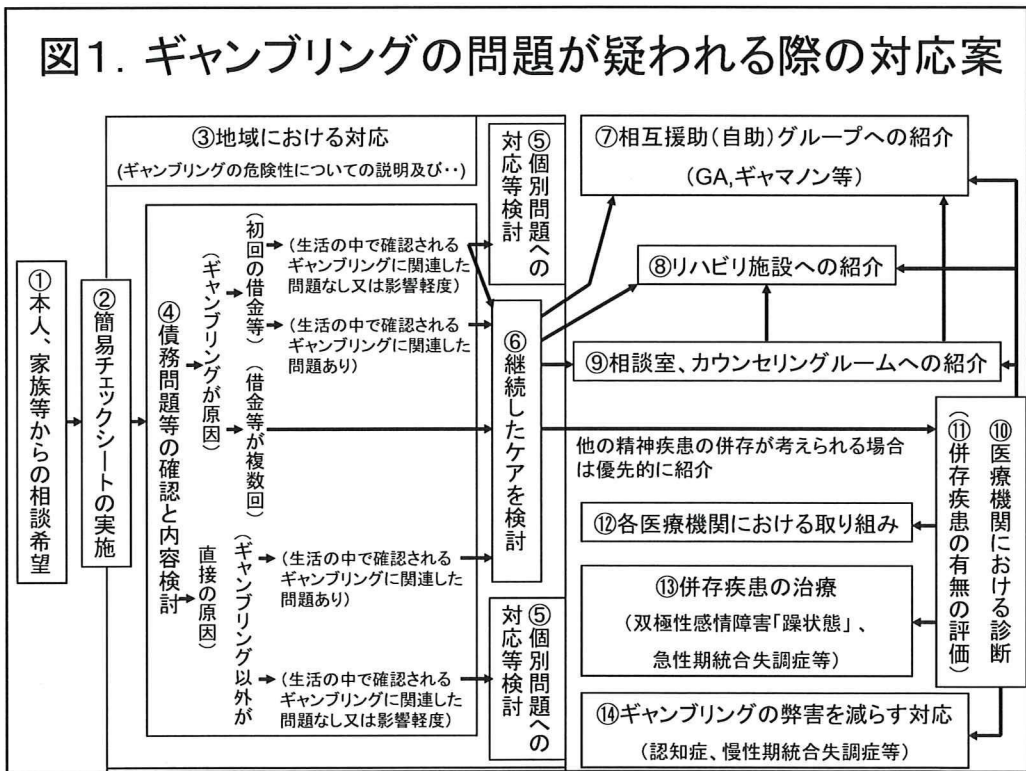 図1. ギャンブリングの問題が疑われる際の対応案
①本人、家族等からの相談希望
②簡易チェックシートの実施
③地域における対応
(ギャンブリングの危険性についての説明及び‥)
④債務問題等の確認と内容検討
(ギャンブリングが原因)
(初回の借金等)
(生活の中で確認される
ギャンブリングに関連した
問題なし又は影響軽度)
(生活の中で確認される
ギャンブリングに関連した
問題あり)
(借金等が複数回)
(ギャンブリング以外が
直接の原因)
(生活の中で確認される
ギャンブリングに関連した
問題あり)
(生活の中で確認される
ギャンブリングに関連した
問題なし又は影響軽度)
⑤個別問題への
対応等検討
⑥継続したケアを検討
⑤個別問題への
対応等検討
⑦相互援助(自助)グループへの紹介
(GA,ギャマノン等)
⑧リハビリ施設への紹介
⑨相談室、カウンセリングルームへの紹介
他の精神疾患の併存が考えられる場合
は優先的に紹介
⑩医療機関における診断
(⑪併存疾患の有無の評価)
⑫各医療機関における取り組み
⑬併存疾患の治療
(双極性感情障害「躁状態」、
急性期統合失調症等)
⑭ギャンブリングの弊害を減らす対応
(認知症、慢性期統合失調症等)